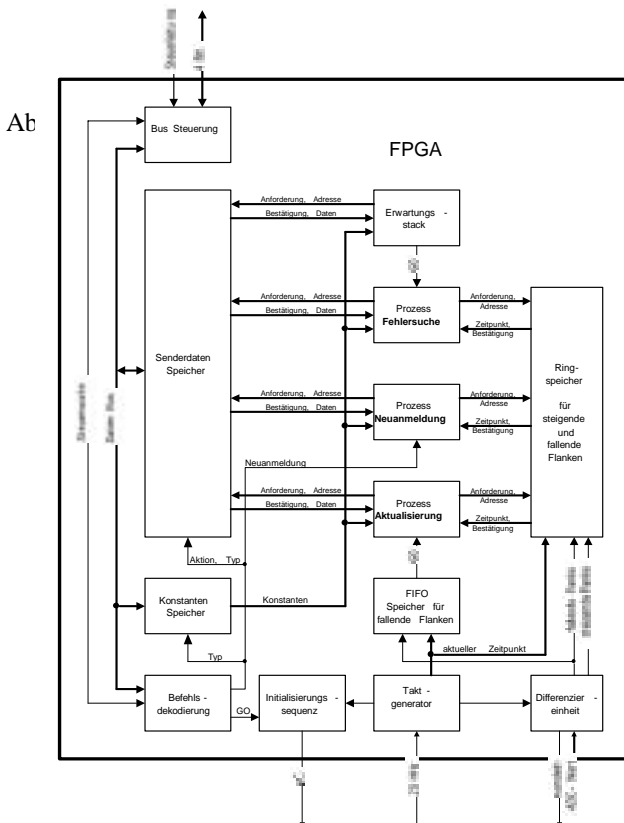 Ab
Bus Steuerung
FPGA
Anforderung, Adresse
Bestätigung, Daten
Erwartungs -
stack
Anforderung, Adresse
Bestätigung, Daten
Prozess
Fehlersuche
Anforderung,
Adresse
Zeitpunkt,
Bestätigung
Senderdaten
Speicher
Ring-
speicher
für
steigende
und
fallende
Flanken
Anforderung, Adresse
Bestätigung, Daten
Prozess
Neuanmeldung
Anforderung,
Adresse
Zeitpunkt,
Bestätigung
Neuanmeldung
Anforderung, Adresse
Bestätigung, Daten
Prozess
Aktualisierung
Anforderung,
Adresse
Zeitpunkt,
Bestätigung
Aktion, Typ
Konstanten
Speicher
Konstanten
FIFO
Speicher für
fallende Flanken
aktueller Zeitpunkt
Typ
Befehls -
dekodierung
GO
Initialisierungs -
sequenz
Takt -
generator
Differenzier -
einheit